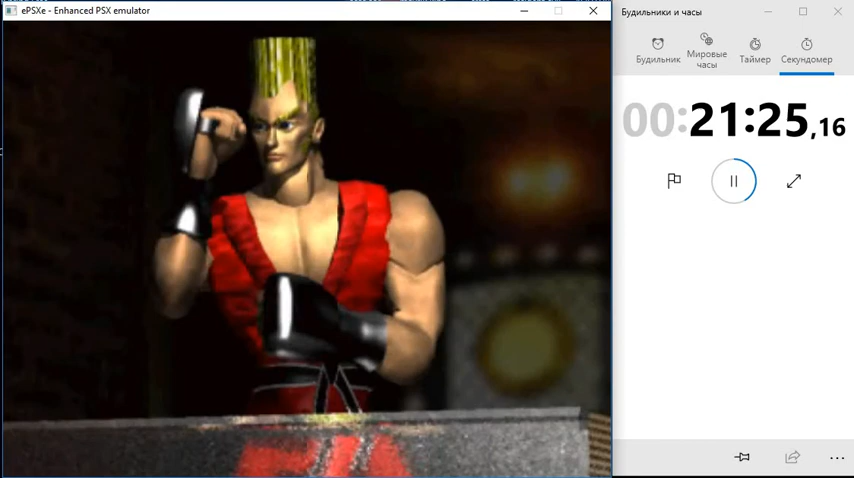 ePSXe - Enhanced PSX emulator
Будильники и часы
Будильник
Мировые
часы
Таймер
Секундомер
00:21:25,16